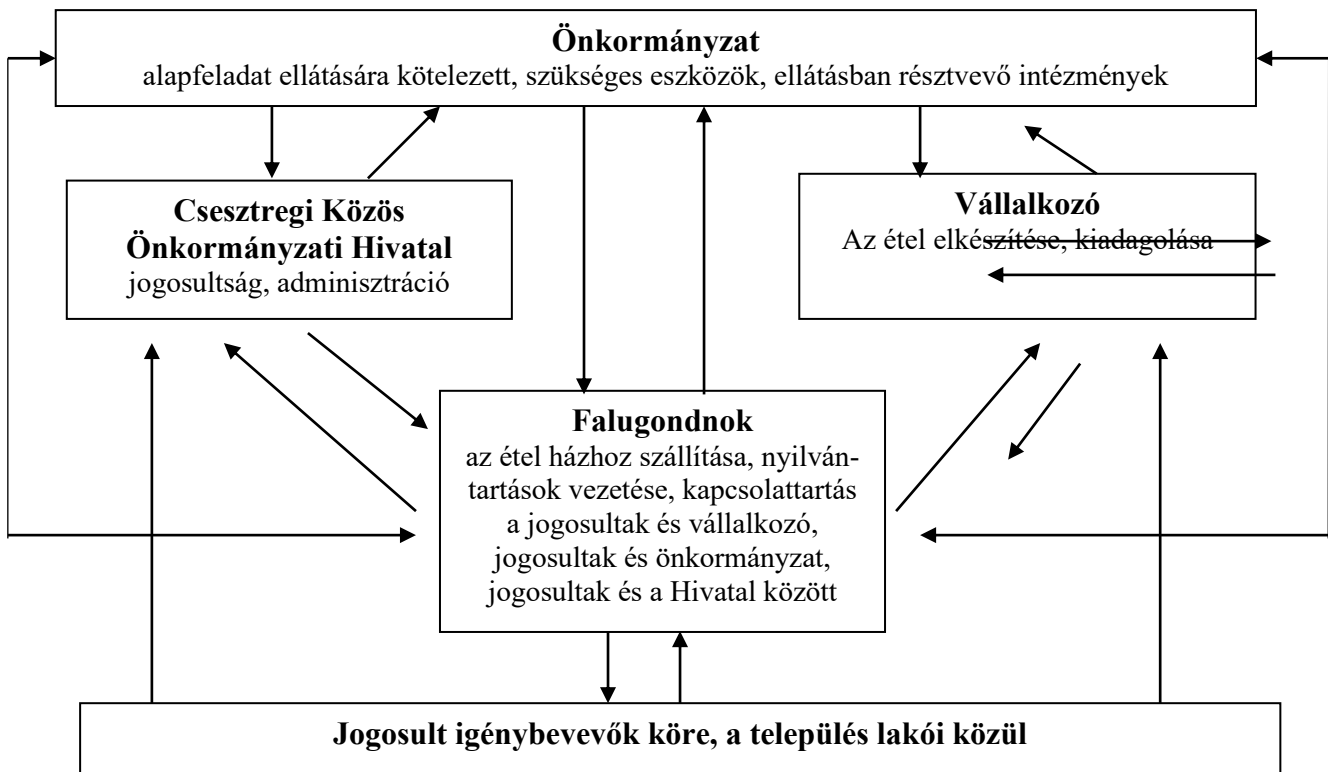 Önkormányzat
alapfeladat ellátására kötelezett, szükséges eszközök, ellátásban résztvevő intézmények
Csesztregi Közös
Önkormányzati Hivatal
jogosultság, adminisztráció
Vállalkozó
Az étel elkészítése, kiadagolása
Falugondnok
az étel házhoz szállítása, nyilván-
tartások vezetése, kapcsolattartás
a jogosultak és vállalkozó,
jogosultak és önkormányzat,
jogosultak és a Hivatal között
Jogosult igénybevevők köre, a település lakói közül